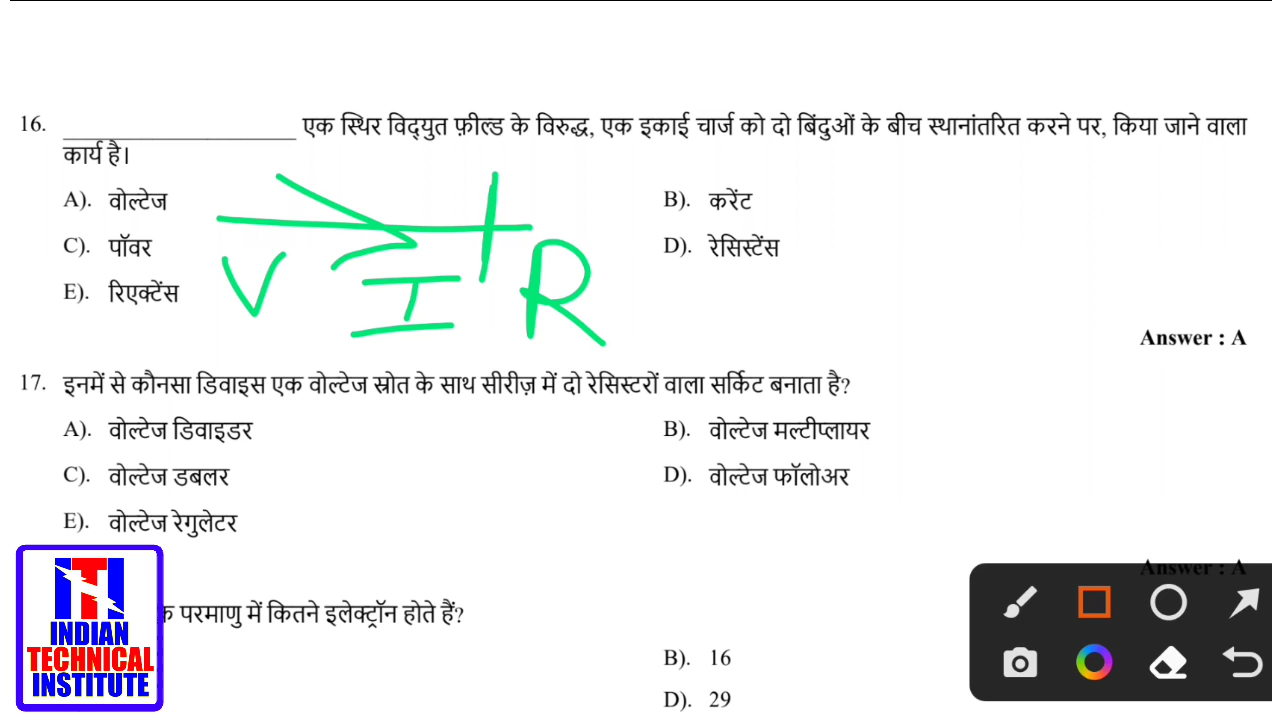 16. ____________________ एक स्थिर विद्युत फ़ील्ड के विरुद्ध, एक इकाई चार्ज को दो बिंदुओं के बीच स्थानांतरित करने पर, किया जाने वाला
कार्य है।
A). वोल्टेज B). करेंट
C). पॉवर D). रेसिस्टेंस
E). रिएक्टेंस
V I R
Answer : A
17. इनमें से कौनसा डिवाइस एक वोल्टेज स्रोत के साथ सीरीज़ में दो रेसिस्टरों वाला सर्किट बनाता है?
A). वोल्टेज डिवाइडर B). वोल्टेज मल्टीप्लायर
C). वोल्टेज डबलर D). वोल्टेज फॉलोअर
E). वोल्टेज रेगुलेटर
Answer : A
परमाणु में कितने इलेक्ट्रॉन होते हैं?
B). 16
D). 29
ITI
INDIAN
TECHNICAL
INSTITUTE